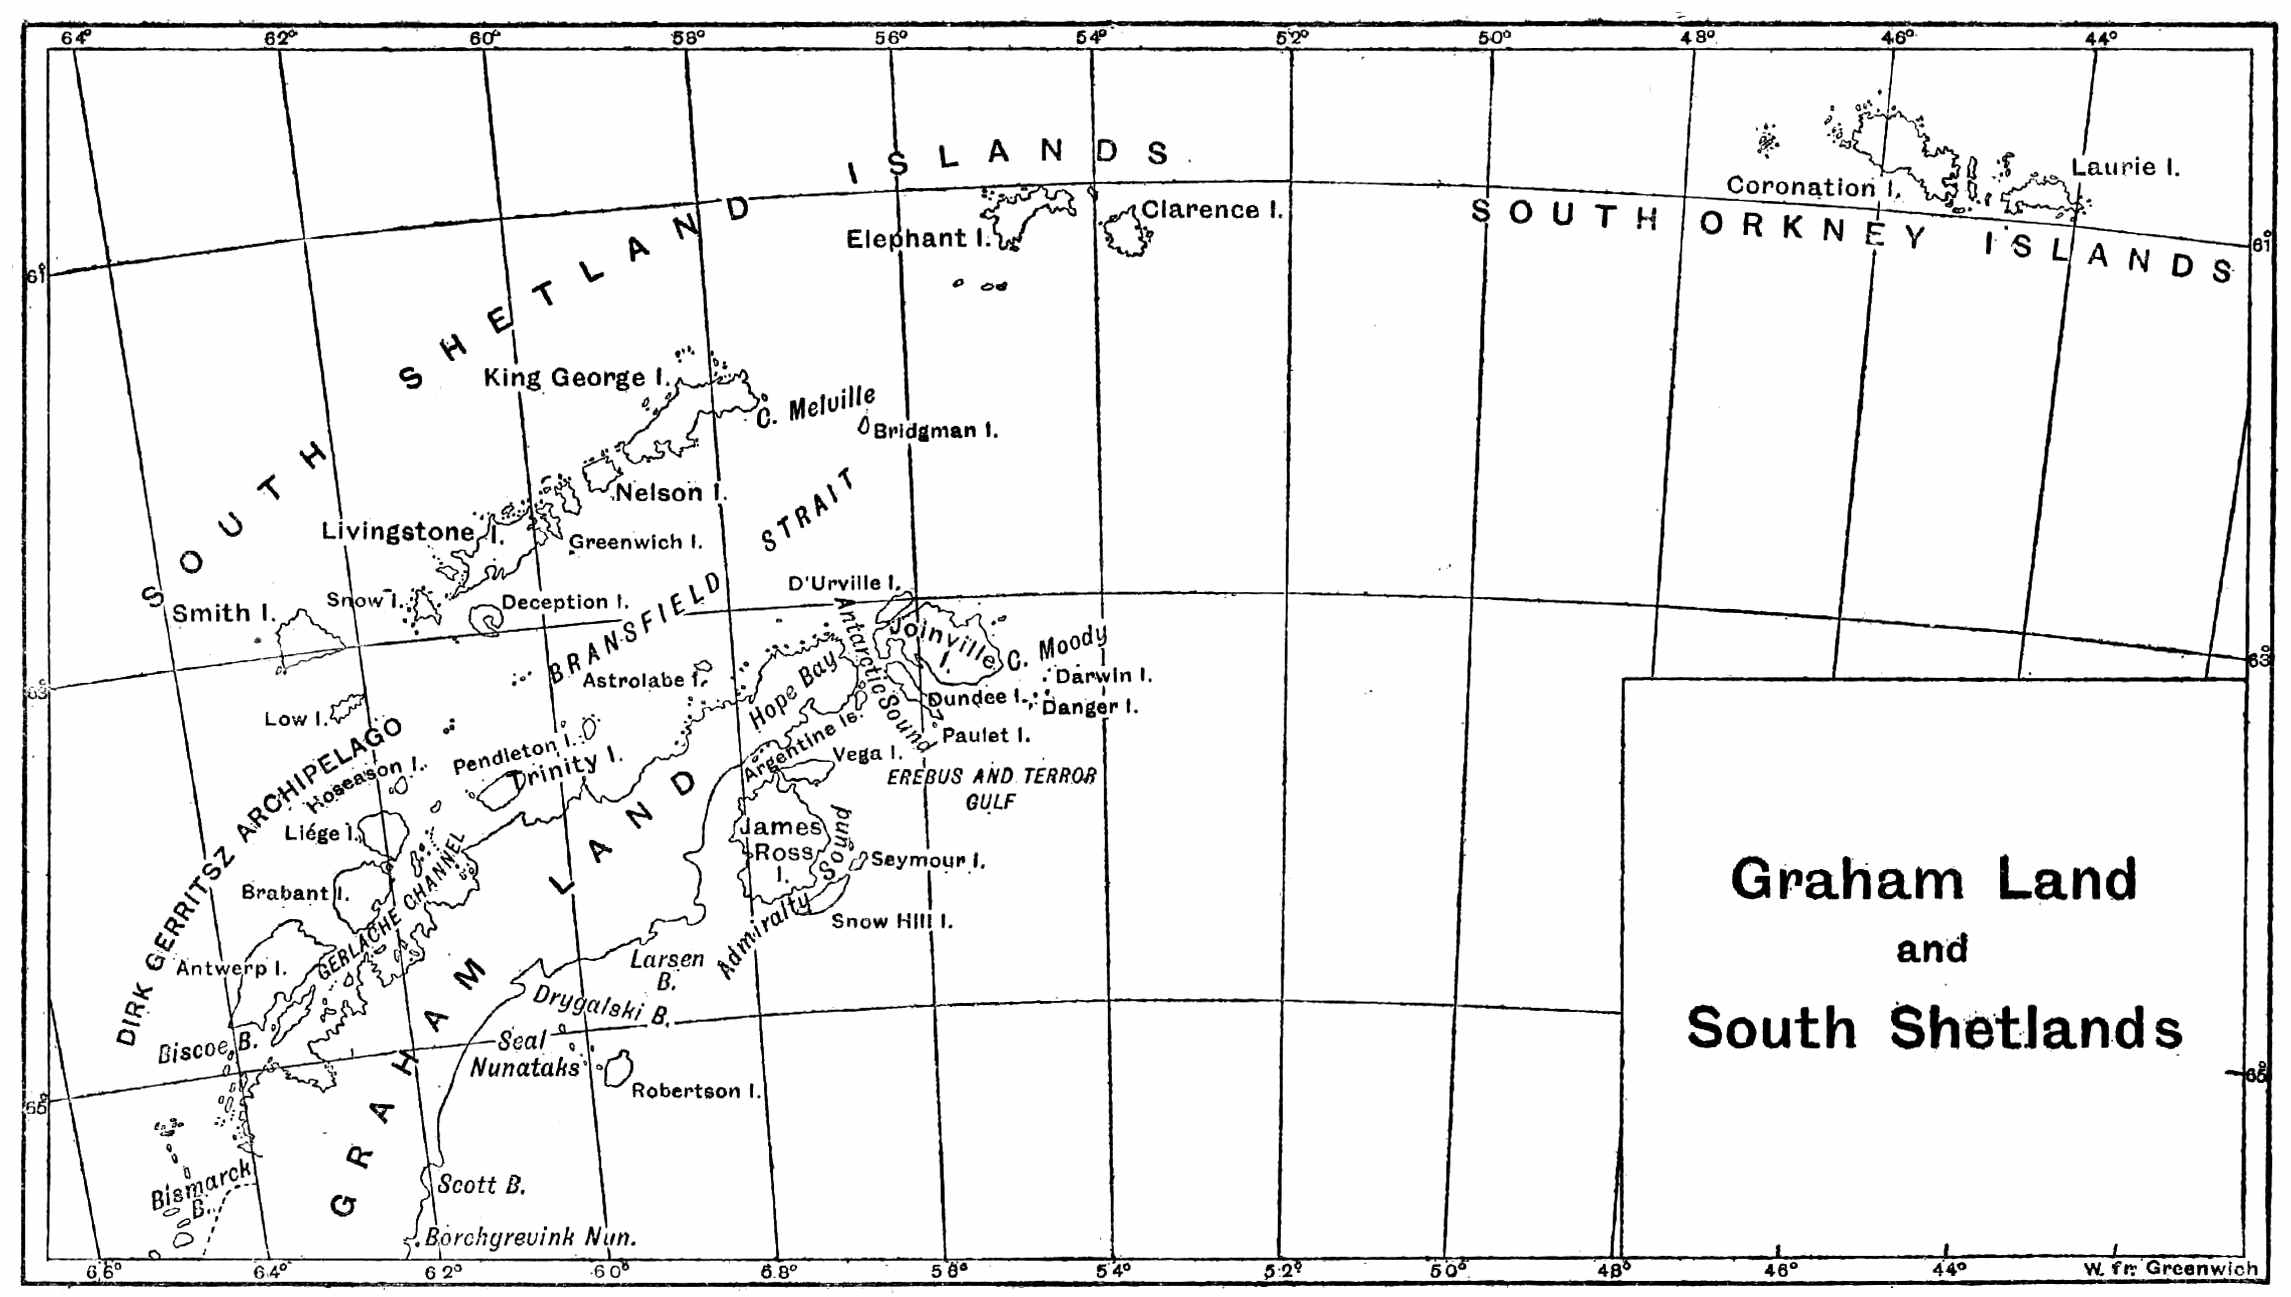 64° 62° 60° 58° 56° 54° 52° 50° 48° 46° 44°
SOUTH SHETLAND ISLANDS
Laurie I.
Coronation I.
Clarence I.
SOUTH ORKNEY ISLANDS
Elephant I.
61° 61°
King George I.
C. Melville
Bridgman I.
Nelson I.
BRANSFIELD STRAIT
Livingstone I.
Greenwich I.
D'Urville I.
Snow I.
Deception I.
Smith I.
Antarctic Sound
Joinville I.
C. Moody
63° 63°
Astrolabe I.
Hope Bay
Darwin I.
Dundee I.
Danger I.
Low I.
Paulet I.
Argentine Is.
Pendleton I.
Vega I.
Trinity I.
Hoseason I.
EREBUS AND TERROR
GULF
DIRK GERRITSZ ARCHIPELAGO
Liége I.
James
Ross
I.
Seymour I.
Brabant I.
GERLACHE CHANNEL
Admiralty Sound
Snow Hill I.
Antwerp I.
Larsen
B.
Drygalski B.
Biscoe B.
Seal
Nunataks
Robertson I.
65° 65°
GRAHAM LAND
Bismarck
B.
Scott B.
Borchgrevink Nun.
Graham Land
and
South Shetlands
66° 64° 62° 60° 68° 56° 54° 52° 50° 48° 46° 44° W. fr. Greenwich